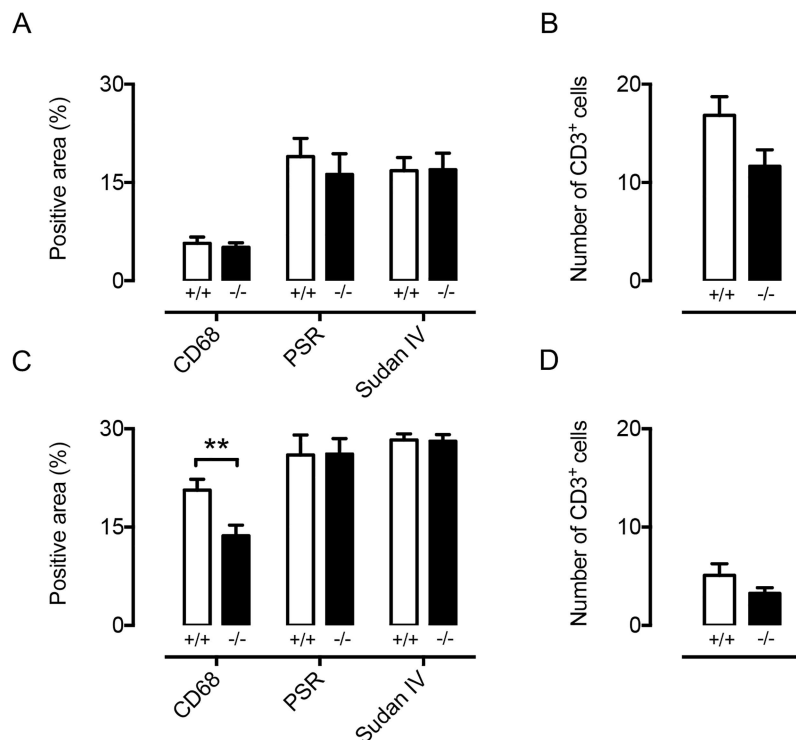 A
B
Positive area (%)
30
15
0
+/+ -/- +/+ -/- +/+ -/-
CD68 PSR Sudan IV
Number of CD3⁺ cells
20
10
0
+/+ -/-
C
D
Positive area (%)
30
15
0
**
+/+ -/- +/+ -/- +/+ -/-
CD68 PSR Sudan IV
Number of CD3⁺ cells
20
10
0
+/+ -/-